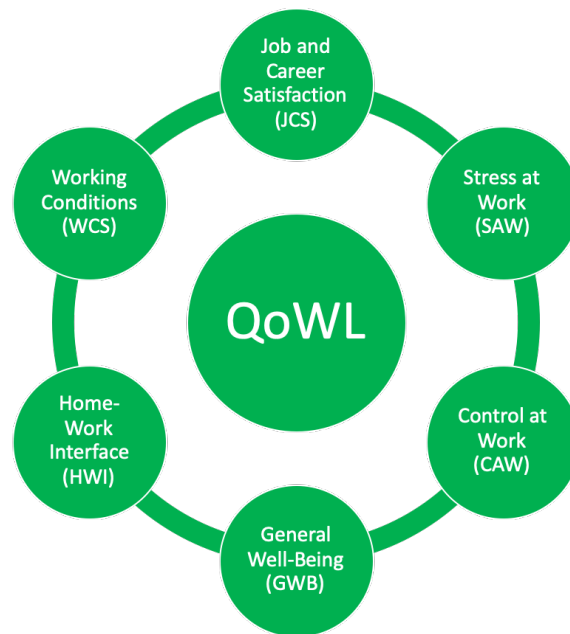 Job and
Career
Satisfaction
(JCS)
Working
Conditions
(WCS)
Stress at
Work
(SAW)
QoWL
Home-
Work
Interface
(HWI)
Control at
Work
(CAW)
General
Well-Being
(GWB)